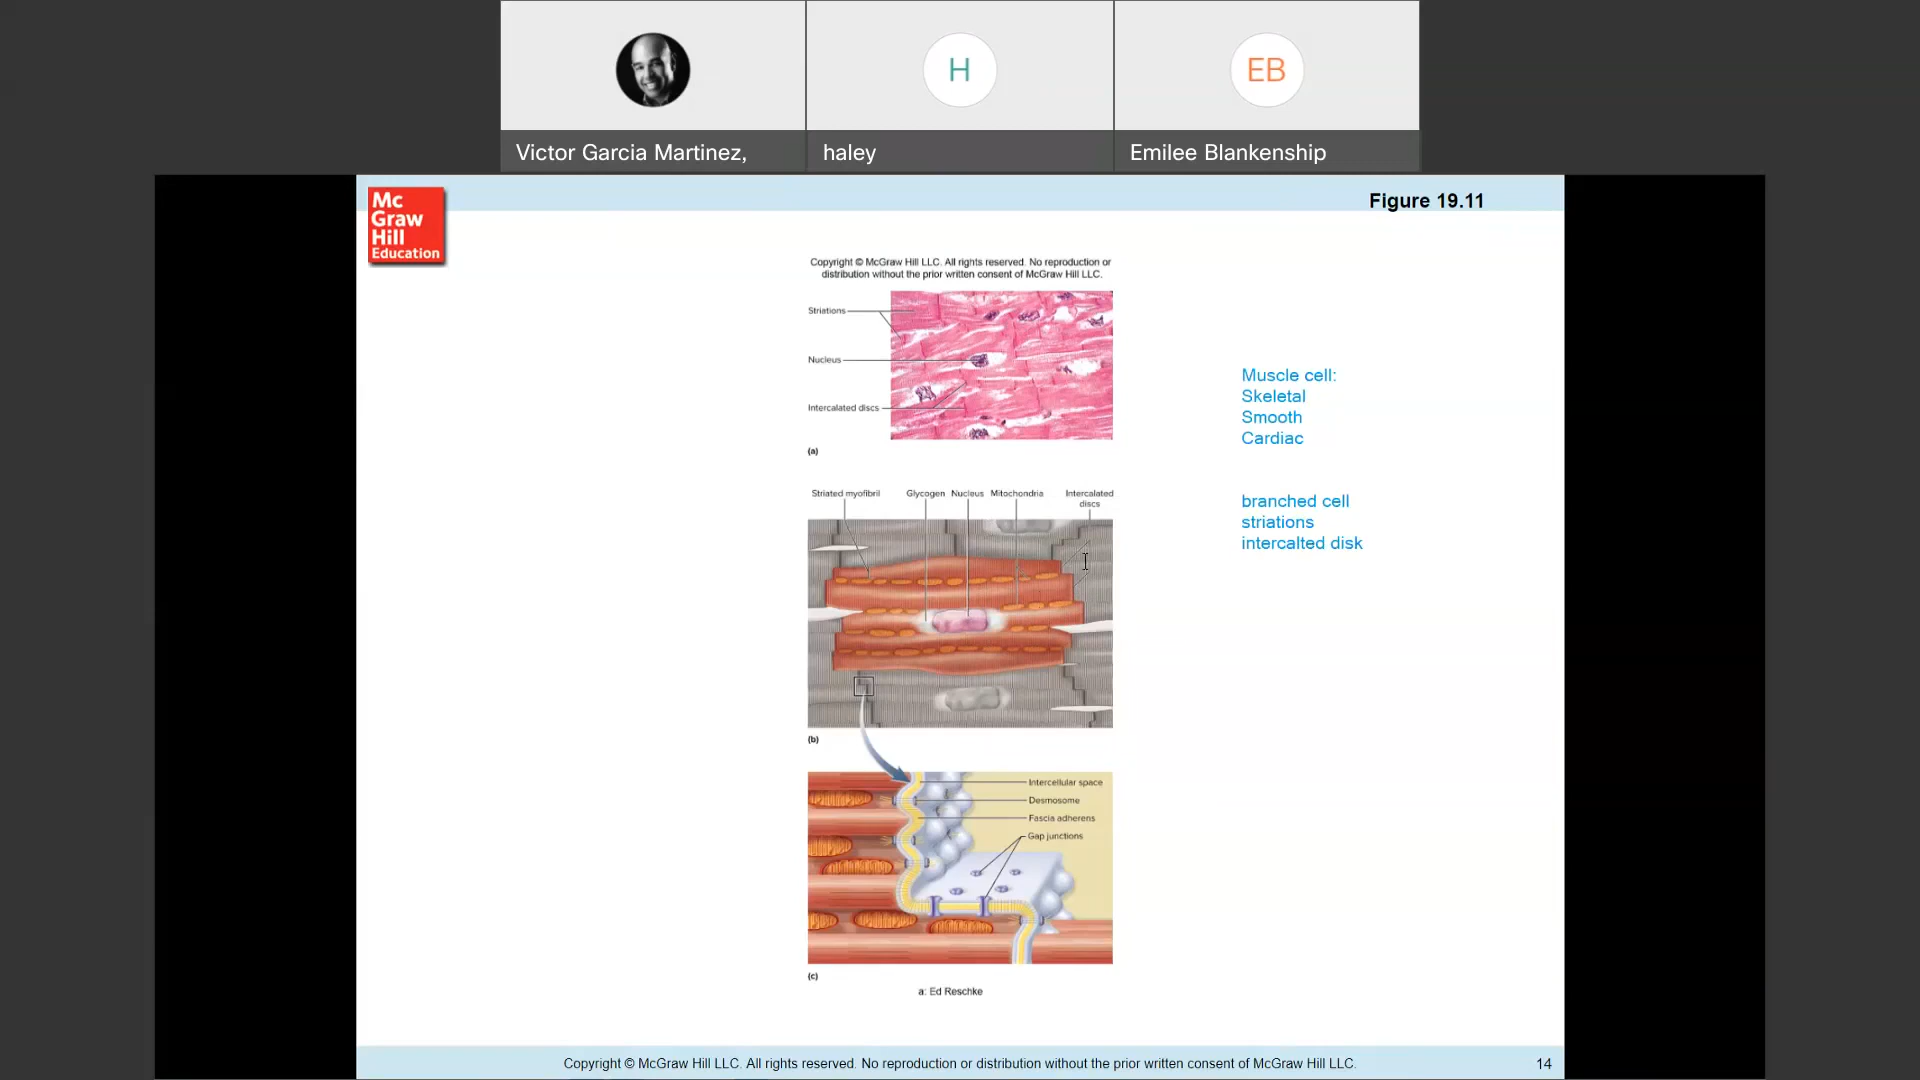 H
EB
Victor Garcia Martinez,
haley
Emilee Blankenship
Mc
Graw
Hill
Education
Figure 19.11
Copyright © McGraw Hill LLC. All rights reserved. No reproduction or
distribution without the prior written consent of McGraw Hill LLC.
Striations
Nucleus
Intercalated discs
(a)
Muscle cell:
Skeletal
Smooth
Cardiac
branched cell
striations
intercalted disk
Striated myofibril
Glycogen
Nucleus
Mitochondria
Intercalated
discs
(b)
Intercellular space
Desmosome
Fascia adherens
Gap junctions
(c)
a: Ed Reschke
Copyright © McGraw Hill LLC. All rights reserved. No reproduction or distribution without the prior written consent of McGraw Hill LLC.
14